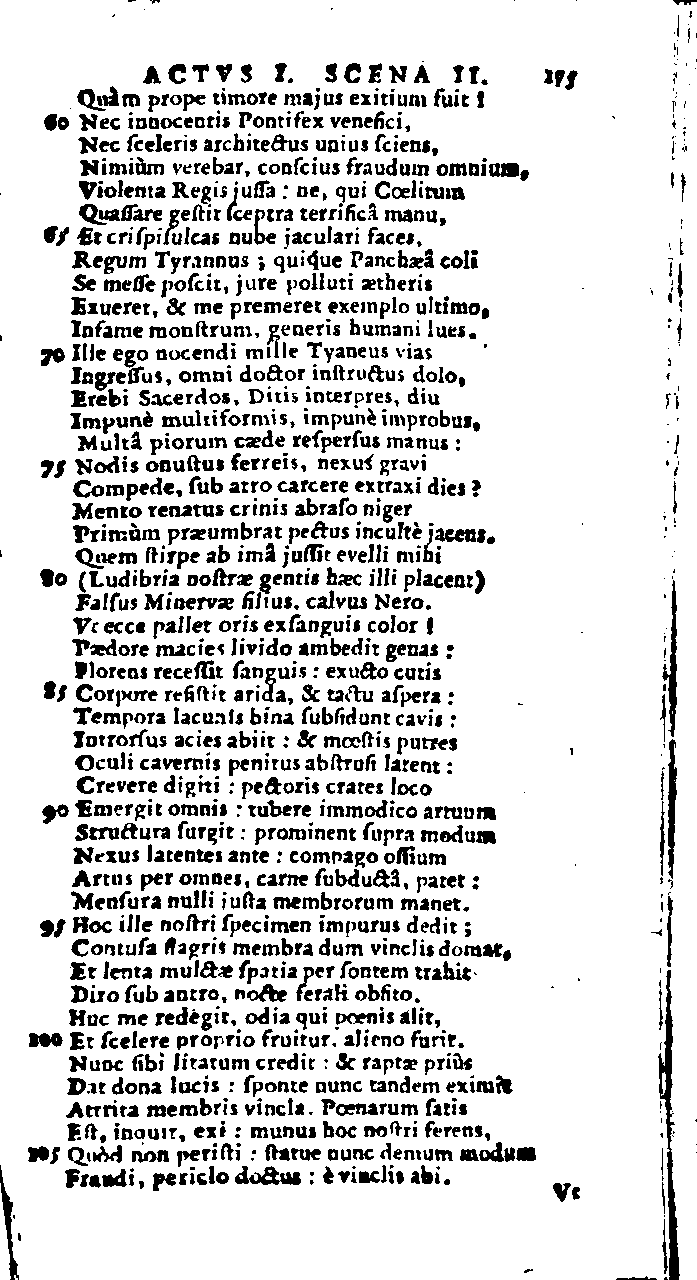 ACTVS I. SCENA II. 175
Quàm prope timore majus exitium fuit !
60 Nec innocentis Pontifex venefici,
Nec sceleris architectus unius sciens,
Nimiùm verebar, conscius fraudum omnium,
Violenta Regis jussa : ne, qui Cœlitum
Quassare gestit sceptra terrificâ manu,
65 Et crispisulcas nube jaculari faces,
Regum Tyrannus ; quique Panchæâ coli
Se messe poscit, jure polluti ætheris
Exueret, & me premeret exemplo ultimo,
Infame monstrum, generis humani lues.
70 Ille ego nocendi mille Tyaneus vias
Ingressus, omni doctor instructus dolo,
Erebi Sacerdos, Ditis interpres, diu
Impunè multiformis, impunè improbus,
Multâ piorum cæde respersus manus :
75 Nodis onustus ferreis, nexus gravi
Compede, sub atro carcere extraxi dies ?
Mento renatus crinis abraso niger
Primùm præumbrat pectus incultè jacens.
Quem stirpe ab imâ jussit evelli mihi
80 (Ludibria nostræ gentis hæc illi placent)
Falsus Minervæ filius, calvus Nero.
Vt ecce pallet oris exsanguis color !
Pædore macies livido ambedit genas :
Florens recessit sanguis : exucto cutis
85 Corpore resistit arida, & tactu aspera :
Tempora lacunis bina subsidunt cavis :
Introrsus acies abiit : & mœstis putres
Oculi cavernis penitus abstrusi latent :
Crevere digiti : pectoris crates loco
90 Emergit omnis : tubere immodico artuum
Structura surgit : prominent supra modum
Nexus latentes ante : compago ossium
Artus per omnes, carne subductâ, patet :
Mensura nulli justa membrorum manet.
95 Hoc ille nostri specimen impurus dedit ;
Contusa flagris membra dum vinclis domat,
Et lenta mulctæ spatia per sontem trahit
Diro sub antro, nocte ferali obsito.
Huc me redegit, odia qui pœnis alit,
100 Et scelere proprio fruitur, alieno furit.
Nunc sibi litatum credit : & raptæ priùs
Dat dona lucis : sponte nunc tandem eximit
Attrita membris vincla. Pœnarum satis
Est, inquit, exi : munus hoc nostri ferens,
105 Quòd non peristi : statue nunc demum modum
Fraudi, periclo doctus : è vinclis abi.
Vt